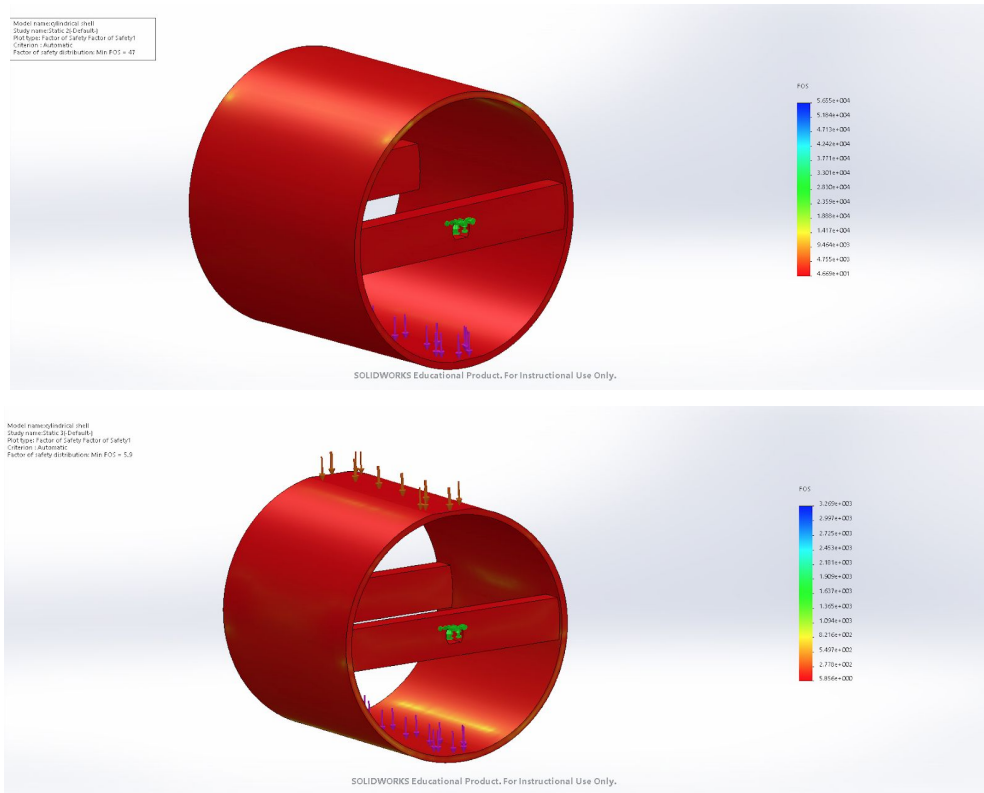 Model name:cylindrical shell
Study name:Static 2(-Default-)
Plot type: Factor of Safety Factor of Safety1
Criterion : Automatic
Factor of safety distribution: Min FOS = 47
FOS
5.655e+004
5.184e+004
4.713e+004
4.242e+004
3.771e+004
3.301e+004
2.830e+004
2.359e+004
1.888e+004
1.417e+004
9.464e+003
4.755e+003
4.669e+001
SOLIDWORKS Educational Product. For Instructional Use Only.
Model name:cylindrical shell
Study name:Static 3(-Default-)
Plot type: Factor of Safety Factor of Safety1
Criterion : Automatic
Factor of safety distribution: Min FOS = 5.9
FOS
3.269e+003
2.997e+003
2.725e+003
2.453e+003
2.181e+003
1.909e+003
1.637e+003
1.365e+003
1.094e+003
8.216e+002
5.497e+002
2.778e+002
5.856e+000
SOLIDWORKS Educational Product. For Instructional Use Only.